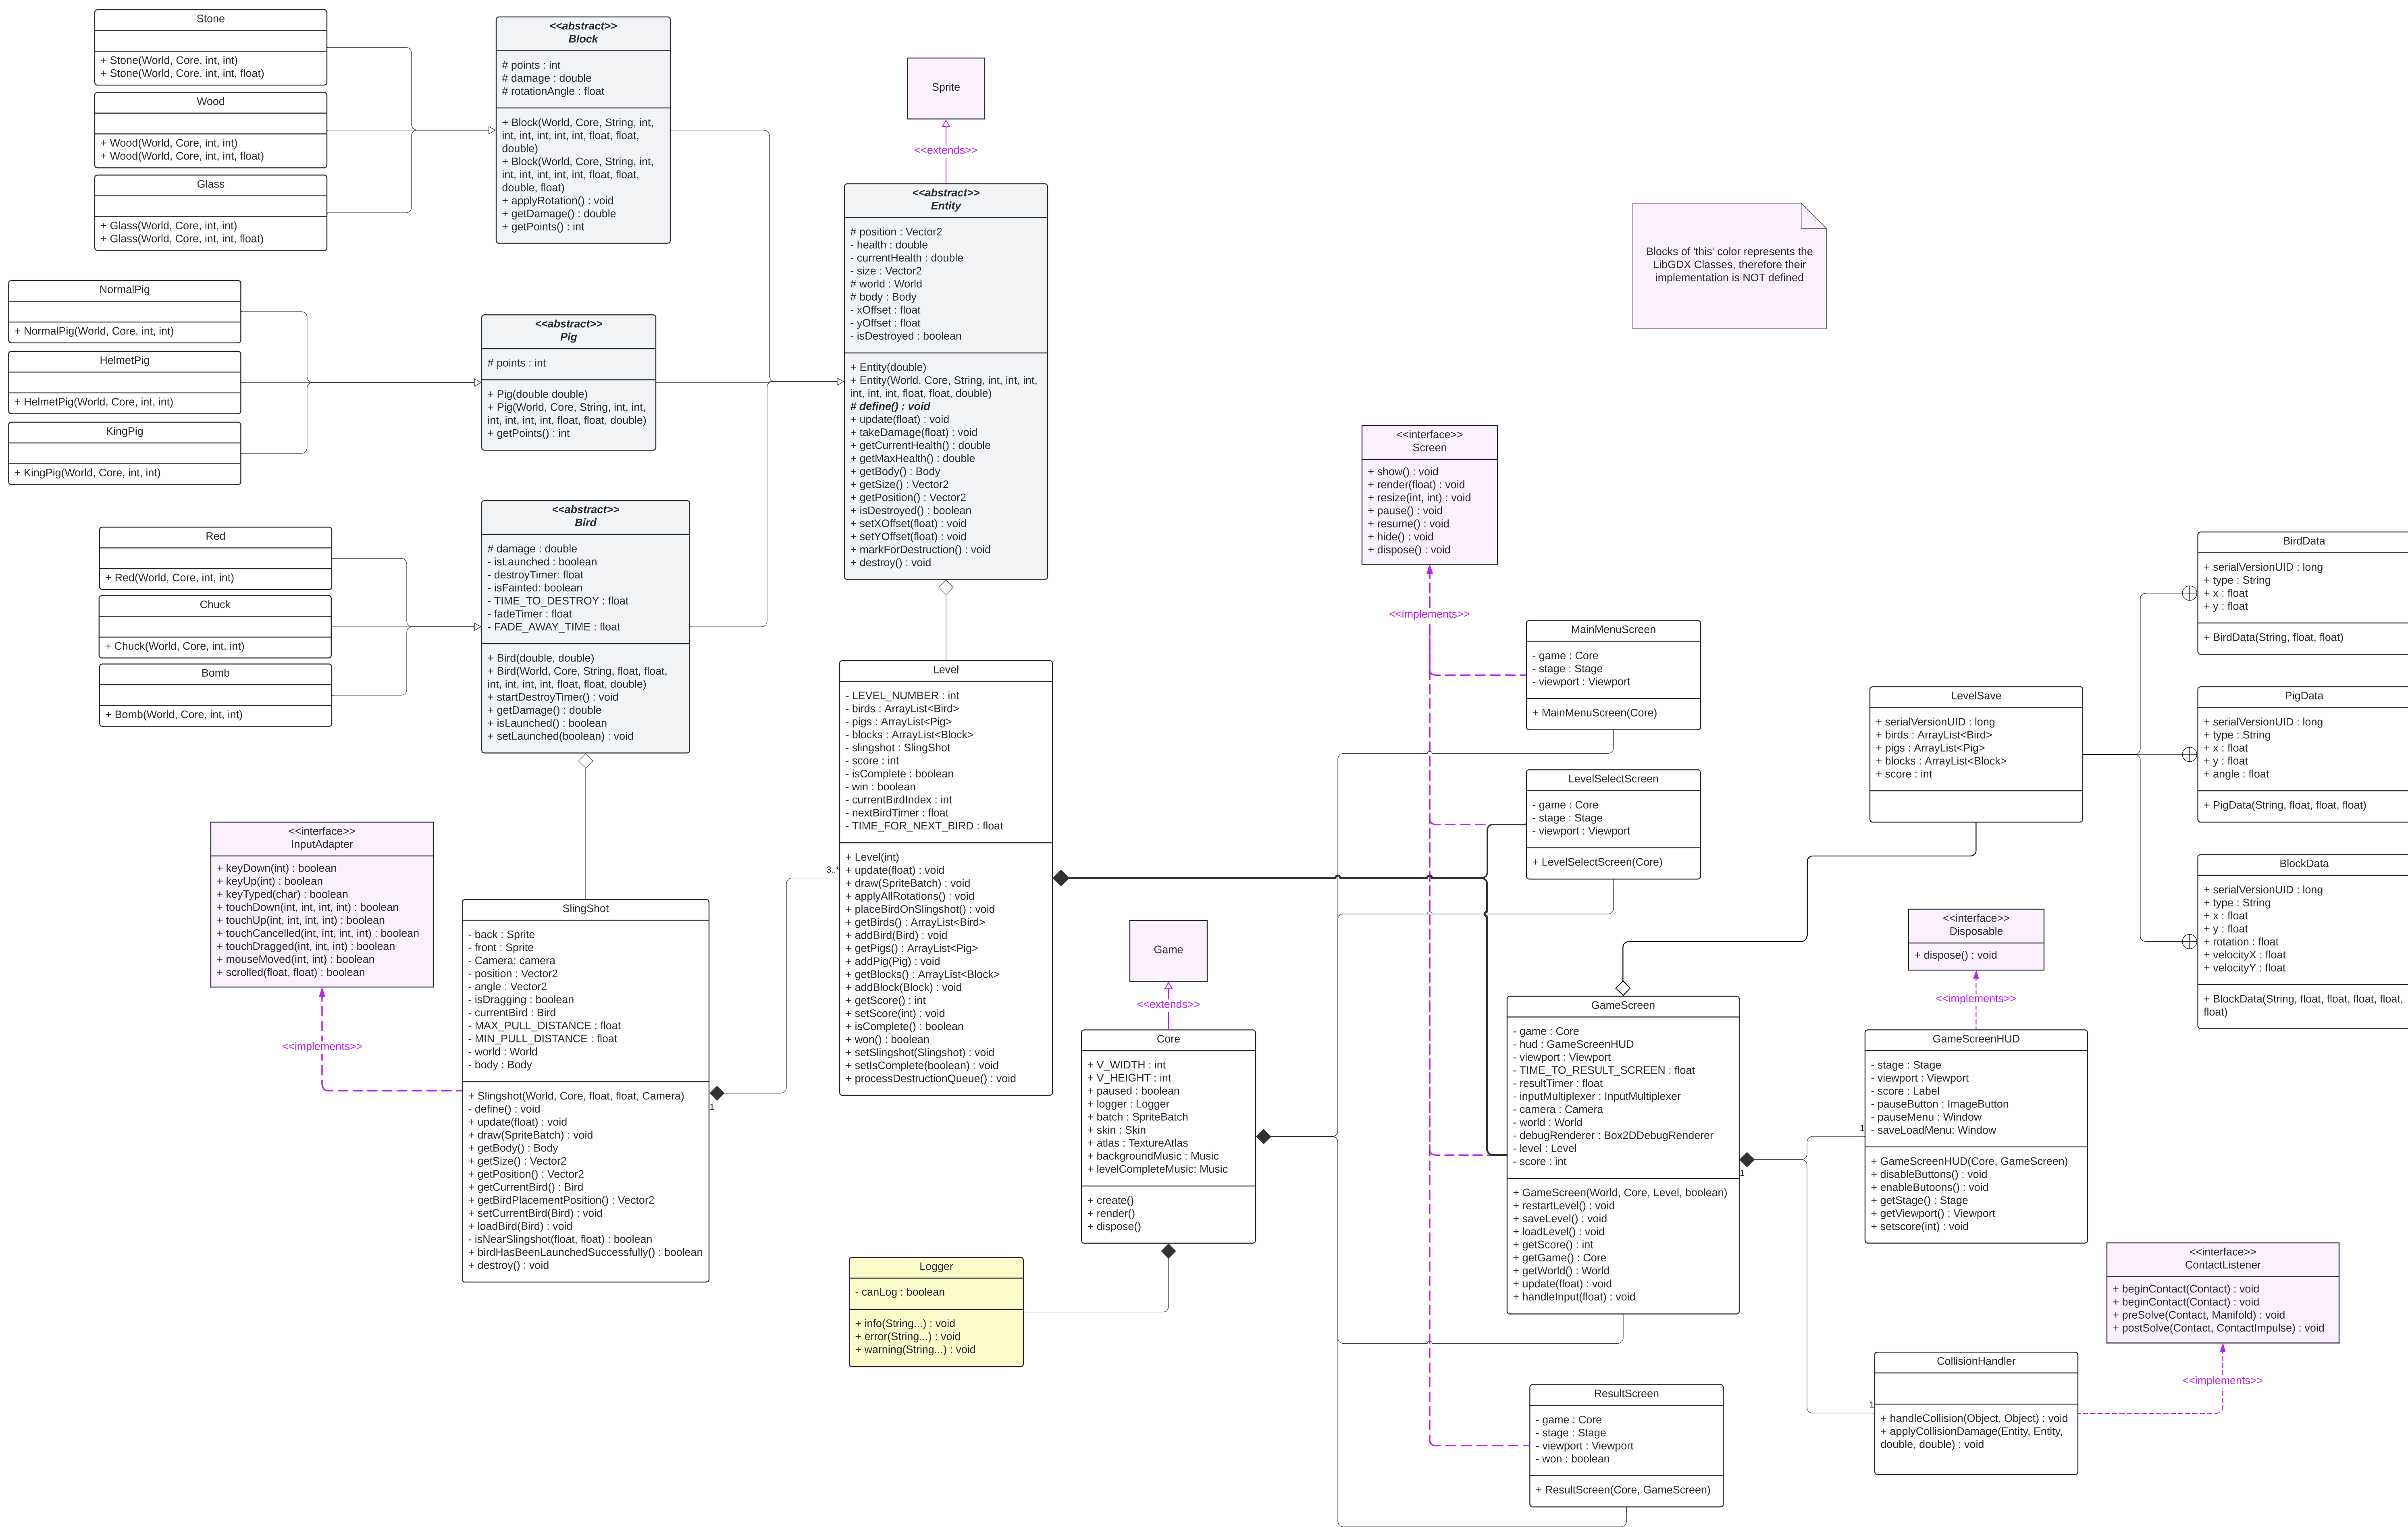 Stone
+ Stone(World, Core, int, int)
+ Stone(World, Core, int, int, float)
Wood
+ Wood(World, Core, int, int)
+ Wood(World, Core, int, int, float)
Glass
+ Glass(World, Core, int, int)
+ Glass(World, Core, int, int, float)
<<abstract>>
Block
# points : int
# damage : double
# rotationAngle : float
+ Block(World, Core, String, int,
int, int, int, int, int, float, float,
double)
+ Block(World, Core, String, int,
int, int, int, int, int, float, float,
double, float)
+ applyRotation() : void
+ getDamage() : double
+ getPoints() : int
Sprite
<<extends>>
<<abstract>>
Entity
# position : Vector2
- health : double
- currentHealth : double
- size : Vector2
# world : World
# body : Body
- xOffset : float
- yOffset : float
- isDestroyed : boolean
+ Entity(double)
+ Entity(World, Core, String, int, int, int,
int, int, int, float, float, double)
# define() : void
+ update(float) : void
+ takeDamage(float) : void
+ getCurrentHealth() : double
+ getMaxHealth() : double
+ getBody() : Body
+ getSize() : Vector2
+ getPosition() : Vector2
+ isDestroyed() : boolean
+ setXOffset(float) : void
+ setYOffset(float) : void
+ markForDestruction() : void
+ destroy() : void
Blocks of 'this' color represents the
LibGDX Classes, therefore their
implementation is NOT defined
NormalPig
+ NormalPig(World, Core, int, int)
HelmetPig
+ HelmetPig(World, Core, int, int)
KingPig
+ KingPig(World, Core, int, int)
<<abstract>>
Pig
# points : int
+ Pig(double double)
+ Pig(World, Core, String, int, int,
int, int, int, int, float, float, double)
+ getPoints() : int
Red
+ Red(World, Core, int, int)
Chuck
+ Chuck(World, Core, int, int)
Bomb
+ Bomb(World, Core, int, int)
<<abstract>>
Bird
# damage : double
- isLaunched : boolean
- destroyTimer: float
- isFainted: boolean
- TIME_TO_DESTROY : float
- fadeTimer : float
- FADE_AWAY_TIME : float
+ Bird(double, double)
+ Bird(World, Core, String, float, float,
int, int, int, int, float, float, double)
+ startDestroyTimer() : void
+ getDamage() : double
+ isLaunched() : boolean
+ setLaunched(boolean) : void
<<interface>>
InputAdapter
+ keyDown(int) : boolean
+ keyUp(int) : boolean
+ keyTyped(char) : boolean
+ touchDown(int, int, int, int) : boolean
+ touchUp(int, int, int, int) : boolean
+ touchCancelled(int, int, int, int) : boolean
+ touchDragged(int, int, int) : boolean
+ mouseMoved(int, int) : boolean
+ scrolled(float, float) : boolean
<<implements>>
SlingShot
- back : Sprite
- front : Sprite
- Camera: camera
- position : Vector2
- angle : Vector2
- isDragging : boolean
- currentBird : Bird
- MAX_PULL_DISTANCE : float
- MIN_PULL_DISTANCE : float
- world : World
- body : Body
+ Slingshot(World, Core, float, float, Camera)
- define() : void
+ update(float) : void
+ draw(SpriteBatch) : void
+ getBody() : Body
+ getSize() : Vector2
+ getPosition() : Vector2
+ getCurrentBird() : Bird
+ getBirdPlacementPosition() : Vector2
+ setCurrentBird(Bird) : void
+ loadBird(Bird) : void
- isNearSlingshot(float, float) : boolean
+ birdHasBeenLaunchedSuccessfully() : boolean
+ destroy() : void
1
3..*
Level
- LEVEL_NUMBER : int
- birds : ArrayList<Bird>
- pigs : ArrayList<Pig>
- blocks : ArrayList<Block>
- slingshot : SlingShot
- score : int
- isComplete : boolean
- win : boolean
- currentBirdIndex : int
- nextBirdTimer : float
- TIME_FOR_NEXT_BIRD : float
+ Level(int)
+ update(float) : void
+ draw(SpriteBatch) : void
+ applyAllRotations() : void
+ placeBirdOnSlingshot() : void
+ getBirds() : ArrayList<Bird>
+ addBird(Bird) : void
+ getPigs() : ArrayList<Pig>
+ addPig(Pig) : void
+ getBlocks() : ArrayList<Block>
+ addBlock(Block) : void
+ getScore() : int
+ setScore(int) : void
+ isComplete() : boolean
+ won() : boolean
+ setSlingshot(Slingshot) : void
+ setIsComplete(boolean) : void
+ processDestructionQueue() : void
Logger
- canLog : boolean
+ info(String...) : void
+ error(String...) : void
+ warning(String...) : void
Game
<<extends>>
Core
+ V_WIDTH : int
+ V_HEIGHT : int
+ paused : boolean
+ logger : Logger
+ batch : SpriteBatch
+ skin : Skin
+ atlas : TextureAtlas
+ backgroundMusic : Music
+ levelCompleteMusic: Music
+ create()
+ render()
+ dispose()
<<interface>>
Screen
+ show() : void
+ render(float) : void
+ resize(int, int) : void
+ pause() : void
+ resume() : void
+ hide() : void
+ dispose() : void
<<implements>>
MainMenuScreen
- game : Core
- stage : Stage
- viewport : Viewport
+ MainMenuScreen(Core)
LevelSelectScreen
- game : Core
- stage : Stage
- viewport : Viewport
+ LevelSelectScreen(Core)
GameScreen
- game : Core
- hud : GameScreenHUD
- viewport : Viewport
- TIME_TO_RESULT_SCREEN : float
- resultTimer : float
- inputMultiplexer : InputMultiplexer
- camera : Camera
- world : World
- debugRenderer : Box2DDebugRenderer
- level : Level
- score : int
+ GameScreen(World, Core, Level, boolean)
+ restartLevel() : void
+ saveLevel() : void
+ loadLevel() : void
+ getScore() : int
+ getGame() : Core
+ getWorld() : World
+ update(float) : void
+ handleInput(float) : void
1
ResultScreen
- game : Core
- stage : Stage
- viewport : Viewport
- won : boolean
+ ResultScreen(Core, GameScreen)
LevelSave
+ serialVersionUID : long
+ birds : ArrayList<Bird>
+ pigs : ArrayList<Pig>
+ blocks : ArrayList<Block>
+ score : int
BirdData
+ serialVersionUID : long
+ type : String
+ x : float
+ y : float
+ BirdData(String, float, float)
PigData
+ serialVersionUID : long
+ type : String
+ x : float
+ y : float
+ angle : float
+ PigData(String, float, float, float)
BlockData
+ serialVersionUID : long
+ type : String
+ x : float
+ y : float
+ rotation : float
+ velocityX : float
+ velocityY : float
+ BlockData(String, float, float, float, float,
float)
<<interface>>
Disposable
+ dispose() : void
<<implements>>
1
GameScreenHUD
- stage : Stage
- viewport : Viewport
- score : Label
- pauseButton : ImageButton
- pauseMenu : Window
- saveLoadMenu: Window
+ GameScreenHUD(Core, GameScreen)
+ disableButtons() : void
+ enableButoons() : void
+ getStage() : Stage
+ getViewport() : Viewport
+ setscore(int) : void
<<interface>>
ContactListener
+ beginContact(Contact) : void
+ beginContact(Contact) : void
+ preSolve(Contact, Manifold) : void
+ postSolve(Contact, ContactImpulse) : void
<<implements>>
1
CollisionHandler
+ handleCollision(Object, Object) : void
+ applyCollisionDamage(Entity, Entity,
double, double) : void